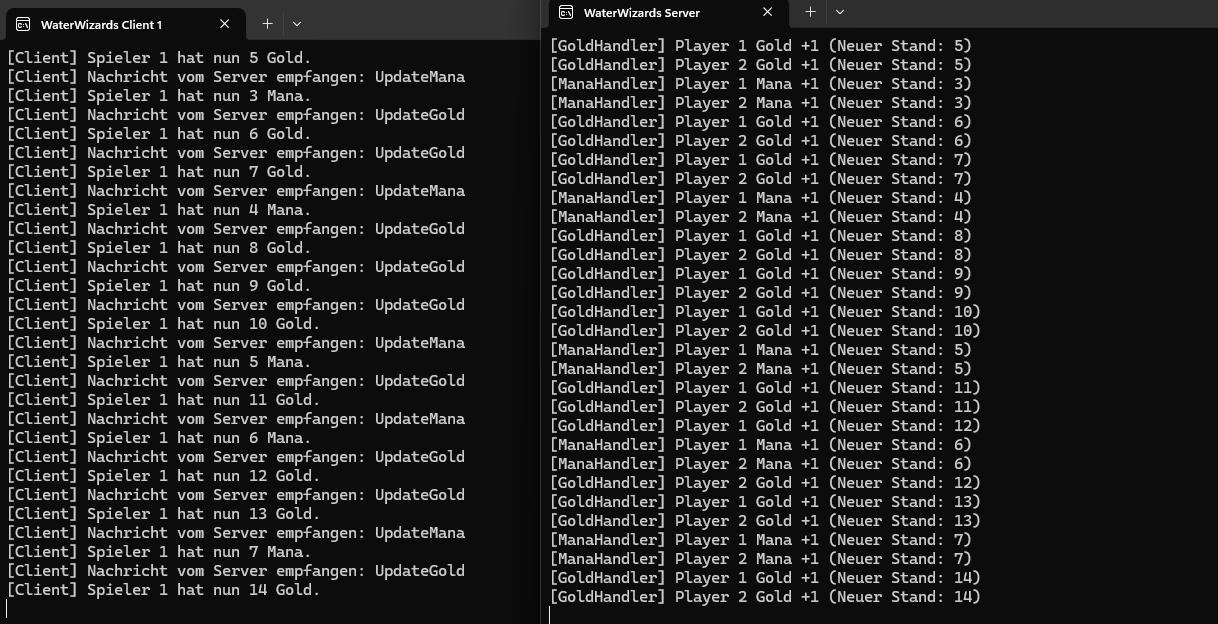 WaterWizards Client 1
[Client] Spieler 1 hat nun 5 Gold.
[Client] Nachricht vom Server empfangen: UpdateMana
[Client] Spieler 1 hat nun 3 Mana.
[Client] Nachricht vom Server empfangen: UpdateGold
[Client] Spieler 1 hat nun 6 Gold.
[Client] Nachricht vom Server empfangen: UpdateGold
[Client] Spieler 1 hat nun 7 Gold.
[Client] Nachricht vom Server empfangen: UpdateMana
[Client] Spieler 1 hat nun 4 Mana.
[Client] Nachricht vom Server empfangen: UpdateGold
[Client] Spieler 1 hat nun 8 Gold.
[Client] Nachricht vom Server empfangen: UpdateGold
[Client] Spieler 1 hat nun 9 Gold.
[Client] Nachricht vom Server empfangen: UpdateGold
[Client] Spieler 1 hat nun 10 Gold.
[Client] Nachricht vom Server empfangen: UpdateMana
[Client] Spieler 1 hat nun 5 Mana.
[Client] Nachricht vom Server empfangen: UpdateGold
[Client] Spieler 1 hat nun 11 Gold.
[Client] Nachricht vom Server empfangen: UpdateMana
[Client] Spieler 1 hat nun 6 Mana.
[Client] Nachricht vom Server empfangen: UpdateGold
[Client] Spieler 1 hat nun 12 Gold.
[Client] Nachricht vom Server empfangen: UpdateGold
[Client] Spieler 1 hat nun 13 Gold.
[Client] Nachricht vom Server empfangen: UpdateMana
[Client] Spieler 1 hat nun 7 Mana.
[Client] Nachricht vom Server empfangen: UpdateGold
[Client] Spieler 1 hat nun 14 Gold.
WaterWizards Server
[GoldHandler] Player 1 Gold +1 (Neuer Stand: 5)
[GoldHandler] Player 2 Gold +1 (Neuer Stand: 5)
[ManaHandler] Player 1 Mana +1 (Neuer Stand: 3)
[ManaHandler] Player 2 Mana +1 (Neuer Stand: 3)
[GoldHandler] Player 1 Gold +1 (Neuer Stand: 6)
[GoldHandler] Player 2 Gold +1 (Neuer Stand: 6)
[GoldHandler] Player 1 Gold +1 (Neuer Stand: 7)
[GoldHandler] Player 2 Gold +1 (Neuer Stand: 7)
[ManaHandler] Player 1 Mana +1 (Neuer Stand: 4)
[ManaHandler] Player 2 Mana +1 (Neuer Stand: 4)
[GoldHandler] Player 1 Gold +1 (Neuer Stand: 8)
[GoldHandler] Player 2 Gold +1 (Neuer Stand: 8)
[GoldHandler] Player 1 Gold +1 (Neuer Stand: 9)
[GoldHandler] Player 2 Gold +1 (Neuer Stand: 9)
[GoldHandler] Player 1 Gold +1 (Neuer Stand: 10)
[GoldHandler] Player 2 Gold +1 (Neuer Stand: 10)
[ManaHandler] Player 1 Mana +1 (Neuer Stand: 5)
[ManaHandler] Player 2 Mana +1 (Neuer Stand: 5)
[GoldHandler] Player 1 Gold +1 (Neuer Stand: 11)
[GoldHandler] Player 2 Gold +1 (Neuer Stand: 11)
[GoldHandler] Player 1 Gold +1 (Neuer Stand: 12)
[ManaHandler] Player 1 Mana +1 (Neuer Stand: 6)
[ManaHandler] Player 2 Mana +1 (Neuer Stand: 6)
[GoldHandler] Player 2 Gold +1 (Neuer Stand: 12)
[GoldHandler] Player 1 Gold +1 (Neuer Stand: 13)
[GoldHandler] Player 2 Gold +1 (Neuer Stand: 13)
[ManaHandler] Player 1 Mana +1 (Neuer Stand: 7)
[ManaHandler] Player 2 Mana +1 (Neuer Stand: 7)
[GoldHandler] Player 1 Gold +1 (Neuer Stand: 14)
[GoldHandler] Player 2 Gold +1 (Neuer Stand: 14)